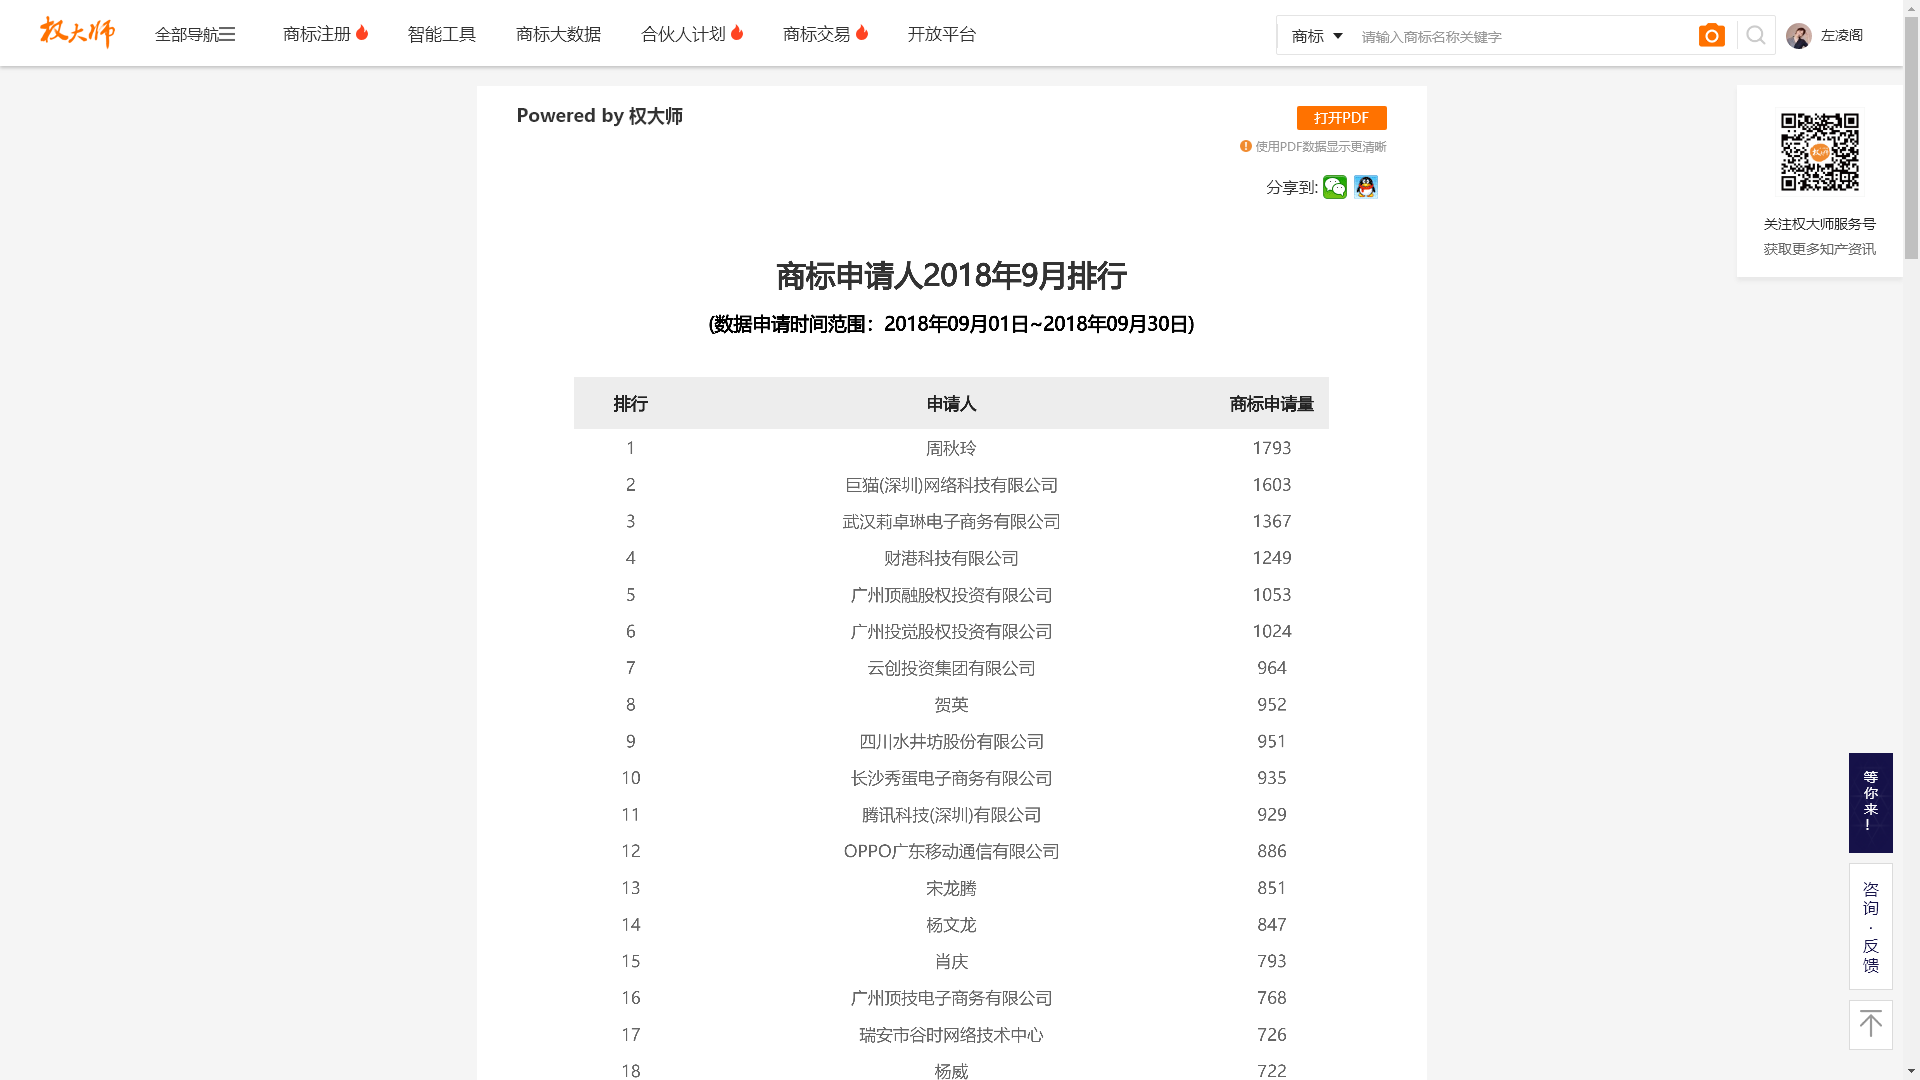 权大师
全部导航
商标注册
智能工具
商标大数据
合伙人计划
商标交易
开放平台
商标
请输入商标名称关键字
左凌阁
Powered by 权大师
打开PDF
使用PDF数据显示更清晰
分享到:
关注权大师服务号
获取更多知产资讯
商标申请人2018年9月排行
(数据申请时间范围：2018年09月01日~2018年09月30日)
排行 申请人 商标申请量
1 周秋玲 1793
2 巨猫(深圳)网络科技有限公司 1603
3 武汉莉卓琳电子商务有限公司 1367
4 财港科技有限公司 1249
5 广州顶融股权投资有限公司 1053
6 广州投觉股权投资有限公司 1024
7 云创投资集团有限公司 964
8 贺英 952
9 四川水井坊股份有限公司 951
10 长沙秀蛋电子商务有限公司 935
11 腾讯科技(深圳)有限公司 929
12 OPPO广东移动通信有限公司 886
13 宋龙腾 851
14 杨文龙 847
15 肖庆 793
16 广州顶技电子商务有限公司 768
17 瑞安市谷时网络技术中心 726
18 杨威 722
等你来！
咨询·反馈